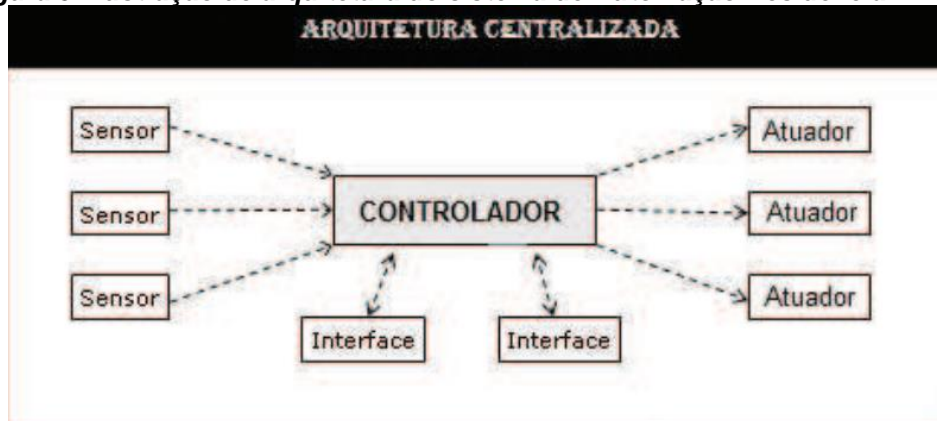 ARQUITETURA CENTRALIZADA
Sensor
Atuador
Sensor
CONTROLADOR
Atuador
Sensor
Atuador
Interface
Interface